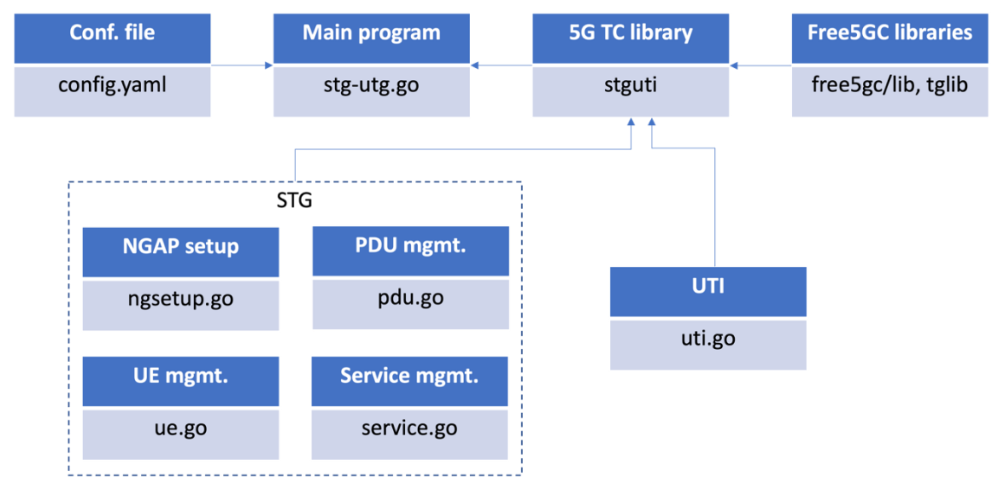 Conf. file
config.yaml
Main program
stg-utg.go
5G TC library
stguti
Free5GC libraries
free5gc/lib, tglib
STG
NGAP setup
ngsetup.go
PDU mgmt.
pdu.go
UE mgmt.
ue.go
Service mgmt.
service.go
UTI
uti.go